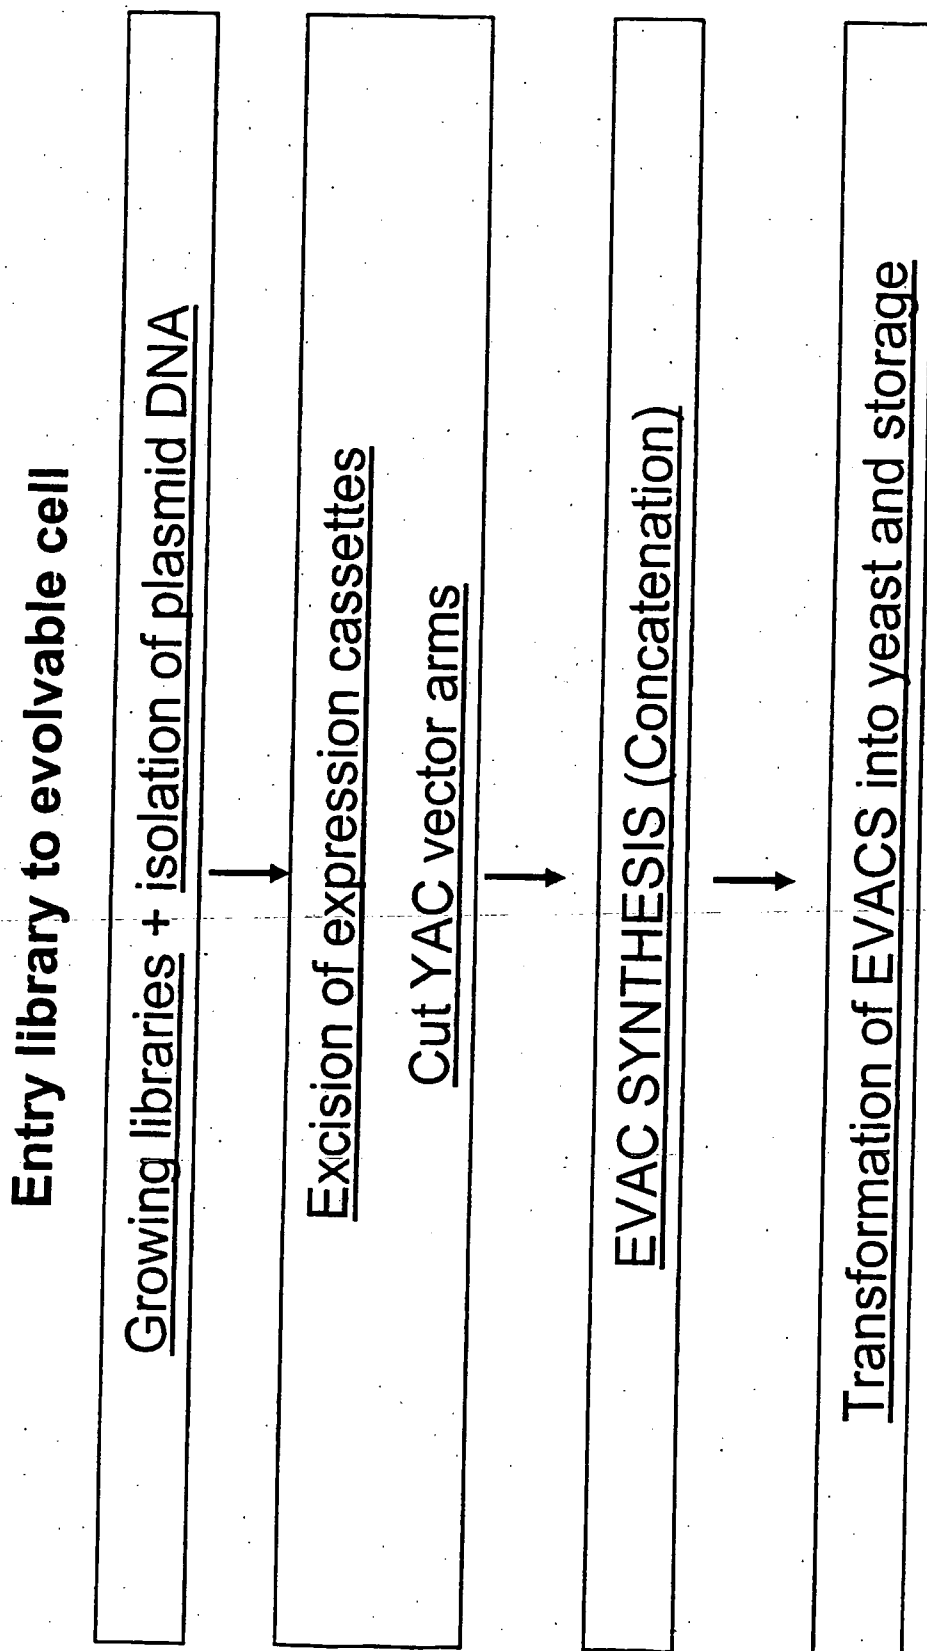 Entry library to evolvable cell
Growing libraries + isolation of plasmid DNA
Excision of expression cassettes
Cut YAC vector arms
EVAC SYNTHESIS (Concatenation)
Transformation of EVACS into yeast and storage